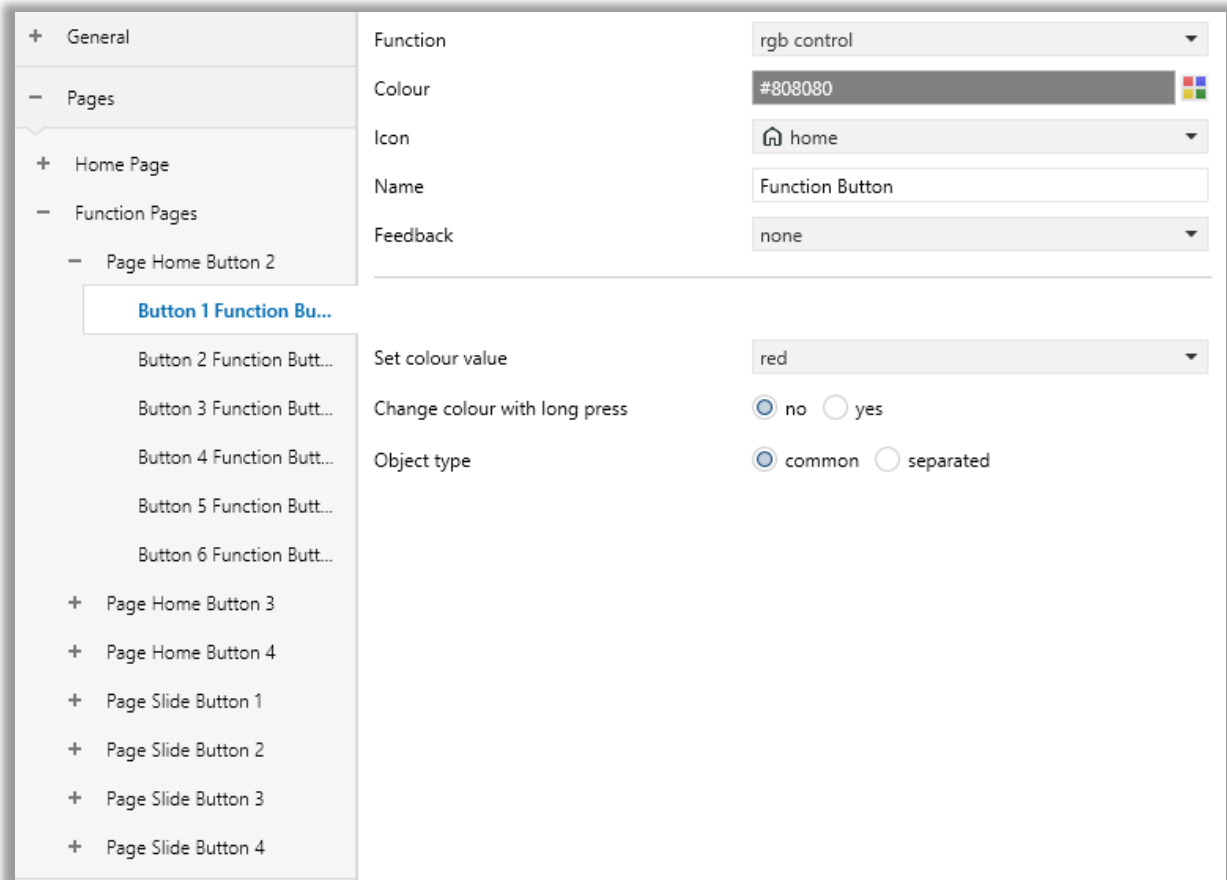 General
Pages
Home Page
Function Pages
Page Home Button 2
Button 1 Function Bu...
Button 2 Function Butt...
Button 3 Function Butt...
Button 4 Function Butt...
Button 5 Function Butt...
Button 6 Function Butt...
Page Home Button 3
Page Home Button 4
Page Slide Button 1
Page Slide Button 2
Page Slide Button 3
Page Slide Button 4
Function rgb control
Colour #808080
Icon home
Name Function Button
Feedback none
Set colour value red
Change colour with long press no yes
Object type common separated